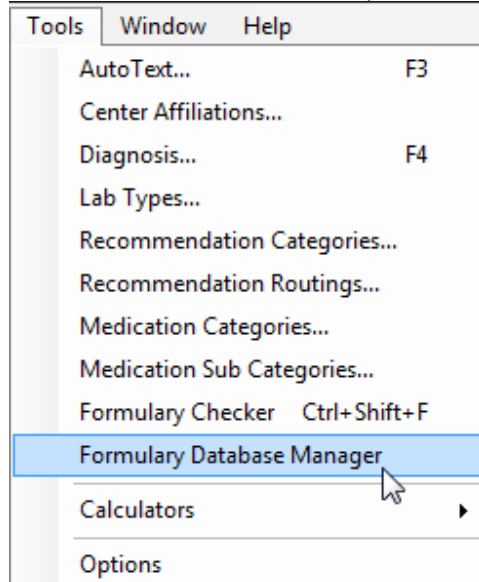 Tools Window Help
AutoText... F3
Center Affiliations...
Diagnosis... F4
Lab Types...
Recommendation Categories...
Recommendation Routings...
Medication Categories...
Medication Sub Categories...
Formulary Checker Ctrl+Shift+F
Formulary Database Manager
Calculators
Options